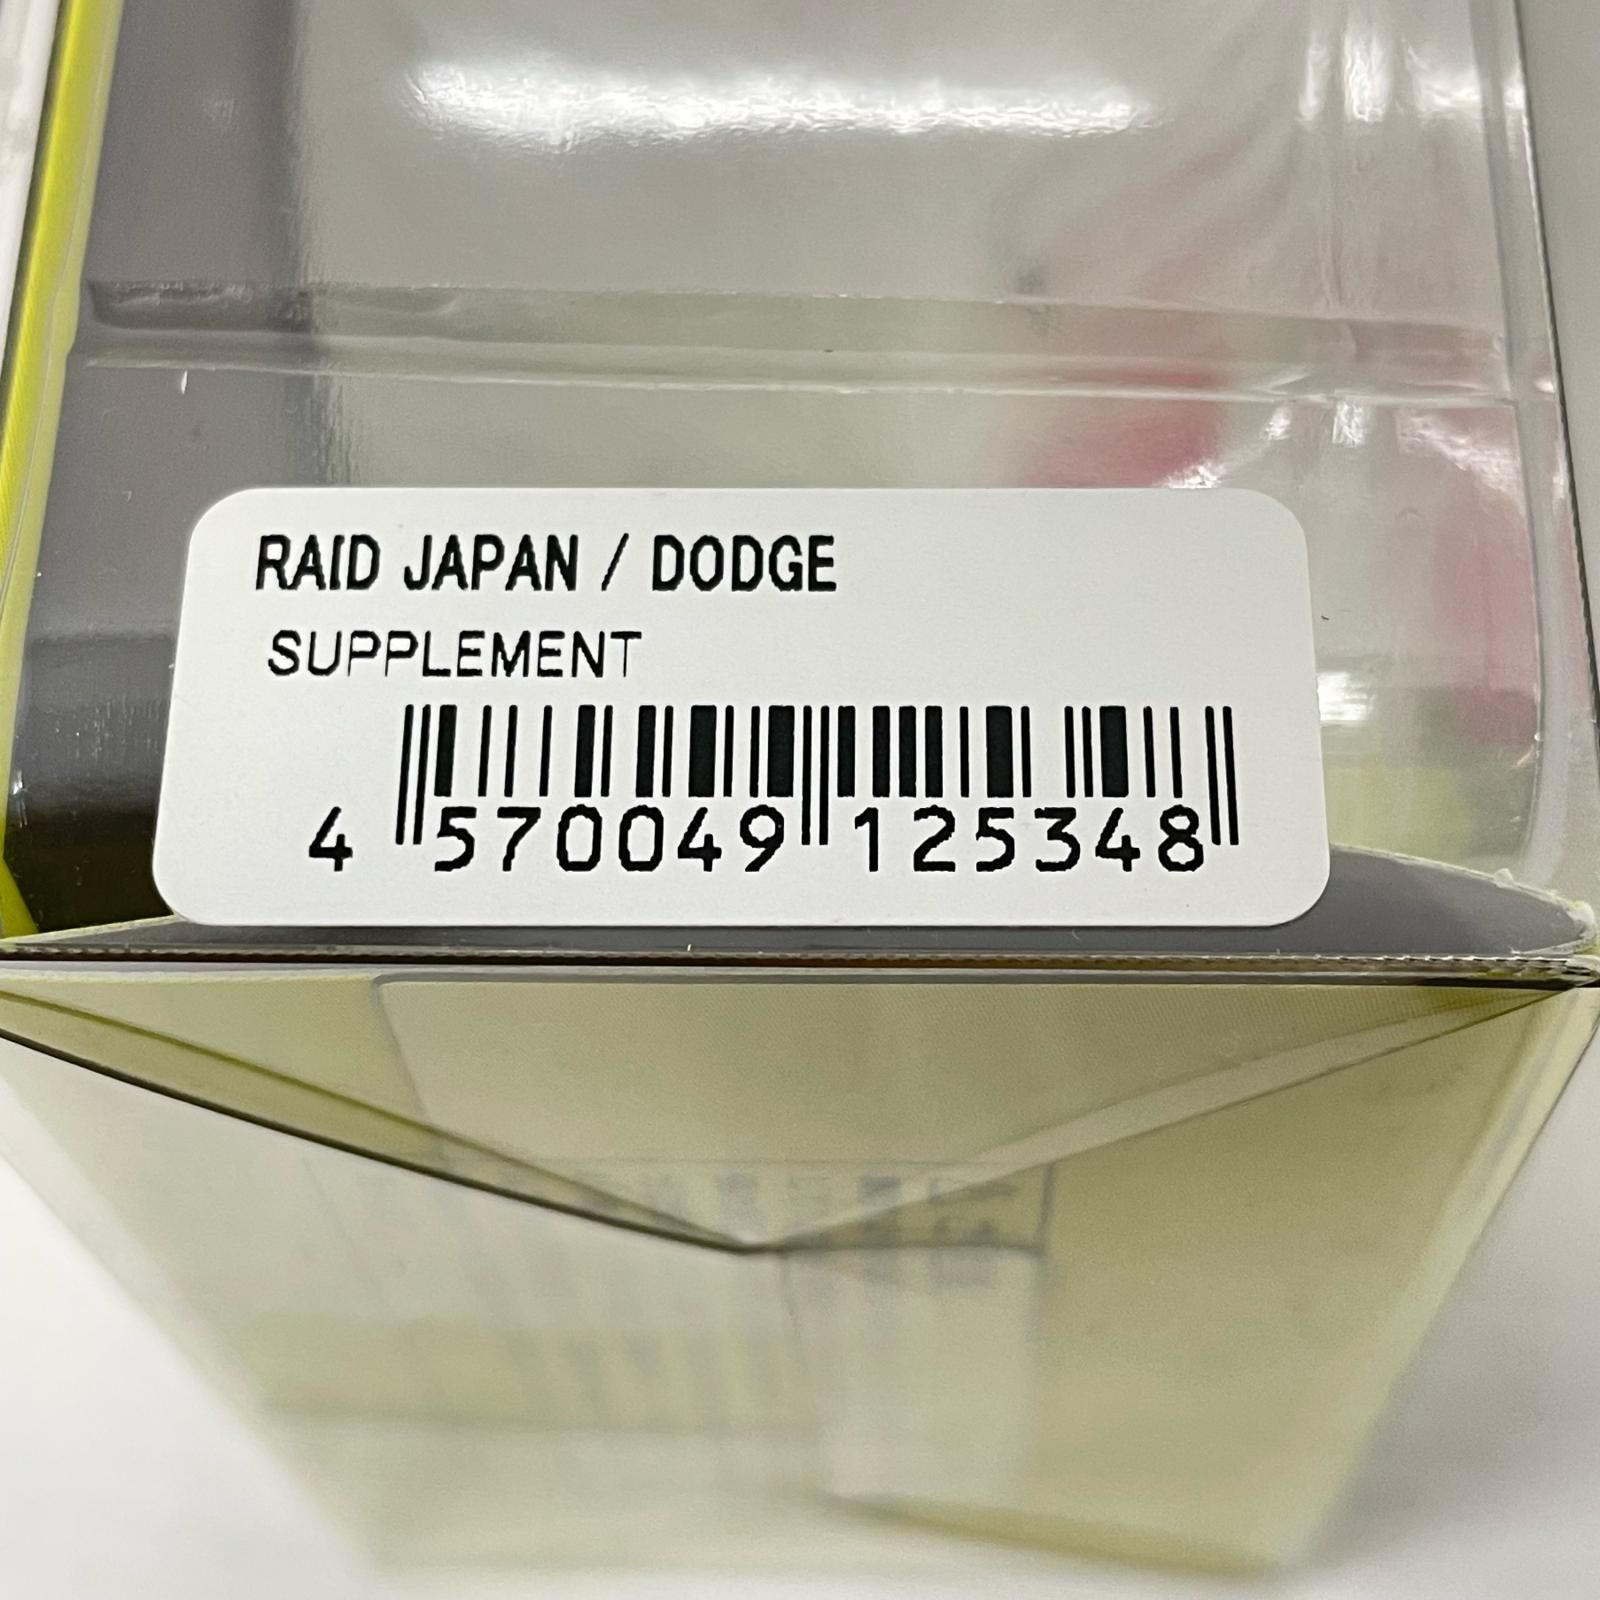 RAID JAPAN / DODGE
SUPPLEMENT
4 570049 125348